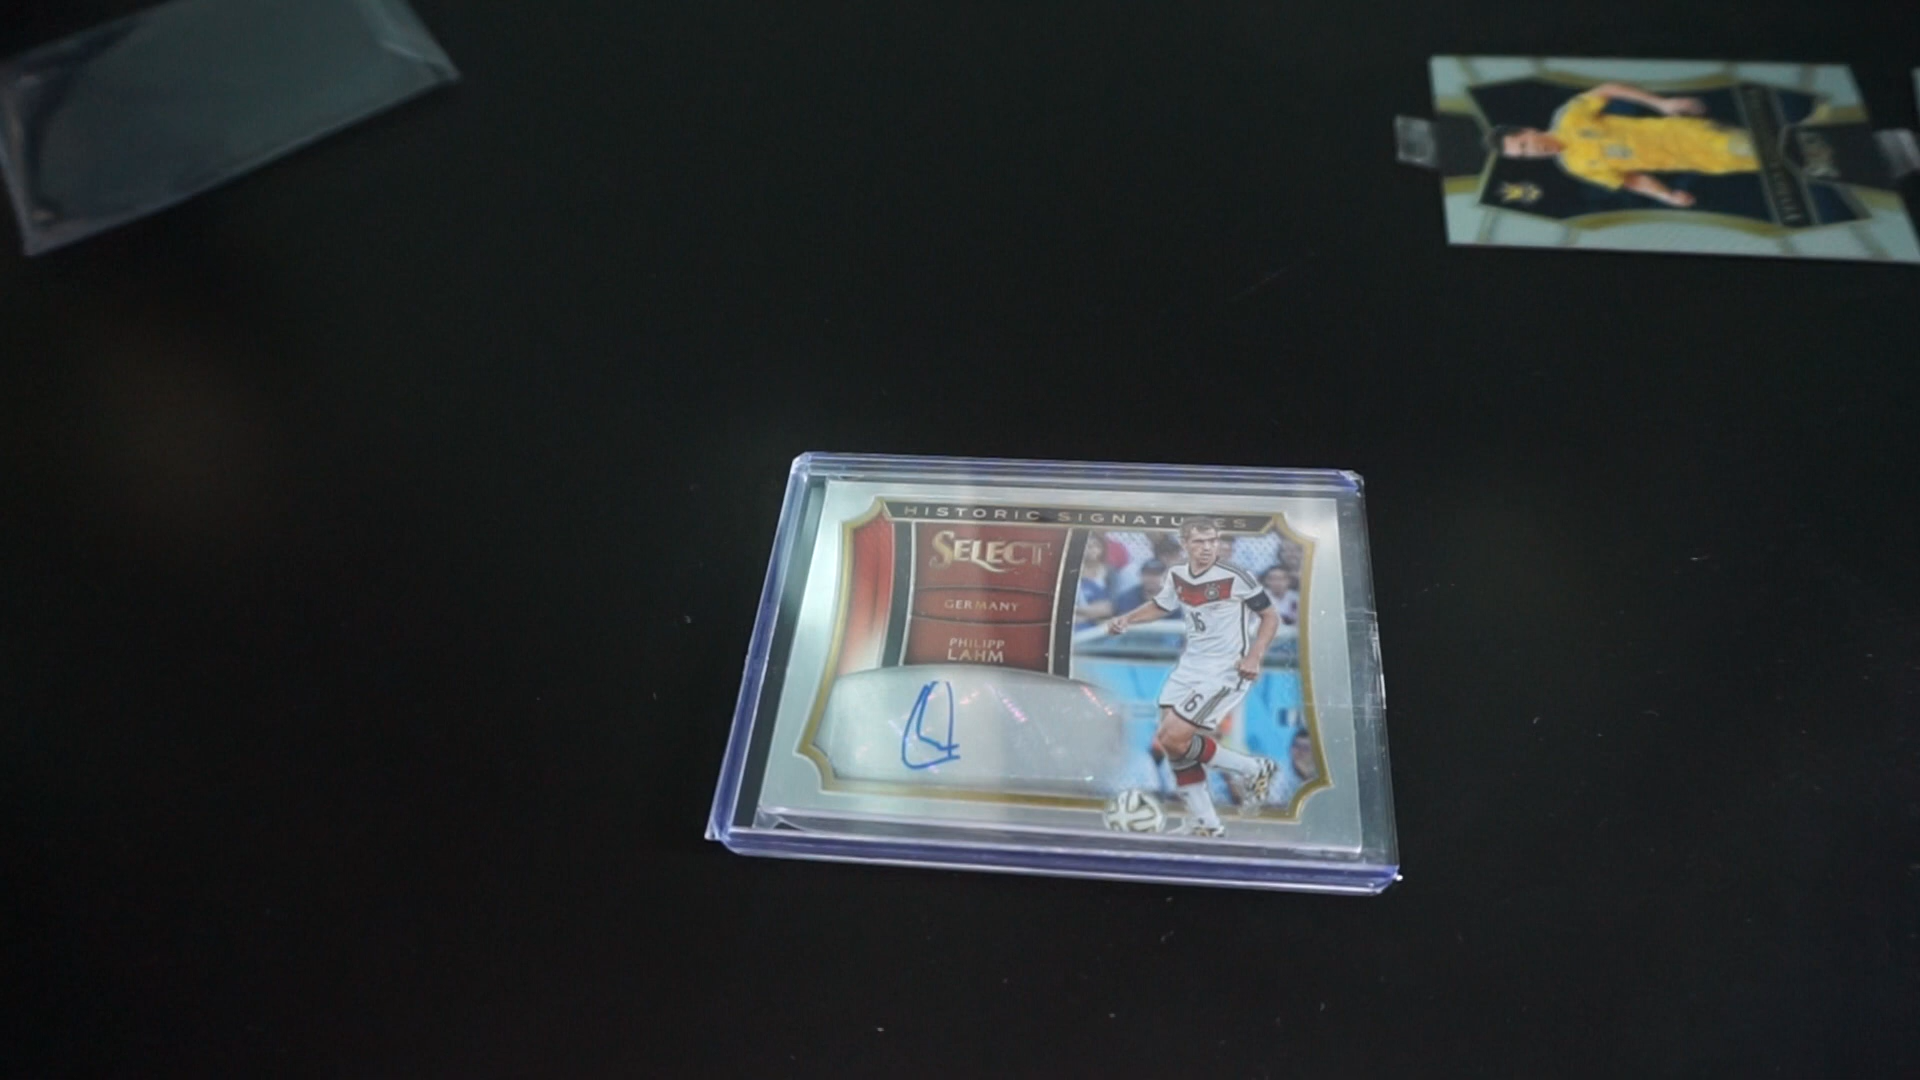 HISTORIC SIGNATURES
SELECT
GERMANY
PHILIPP
LAHM
16
16